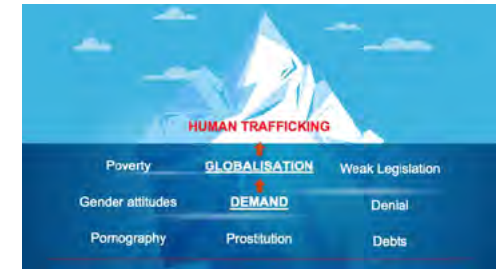 HUMAN TRAFFICKING
Poverty GLOBALISATION Weak Legislation
Gender attitudes DEMAND Denial
Pornography Prostitution Debts